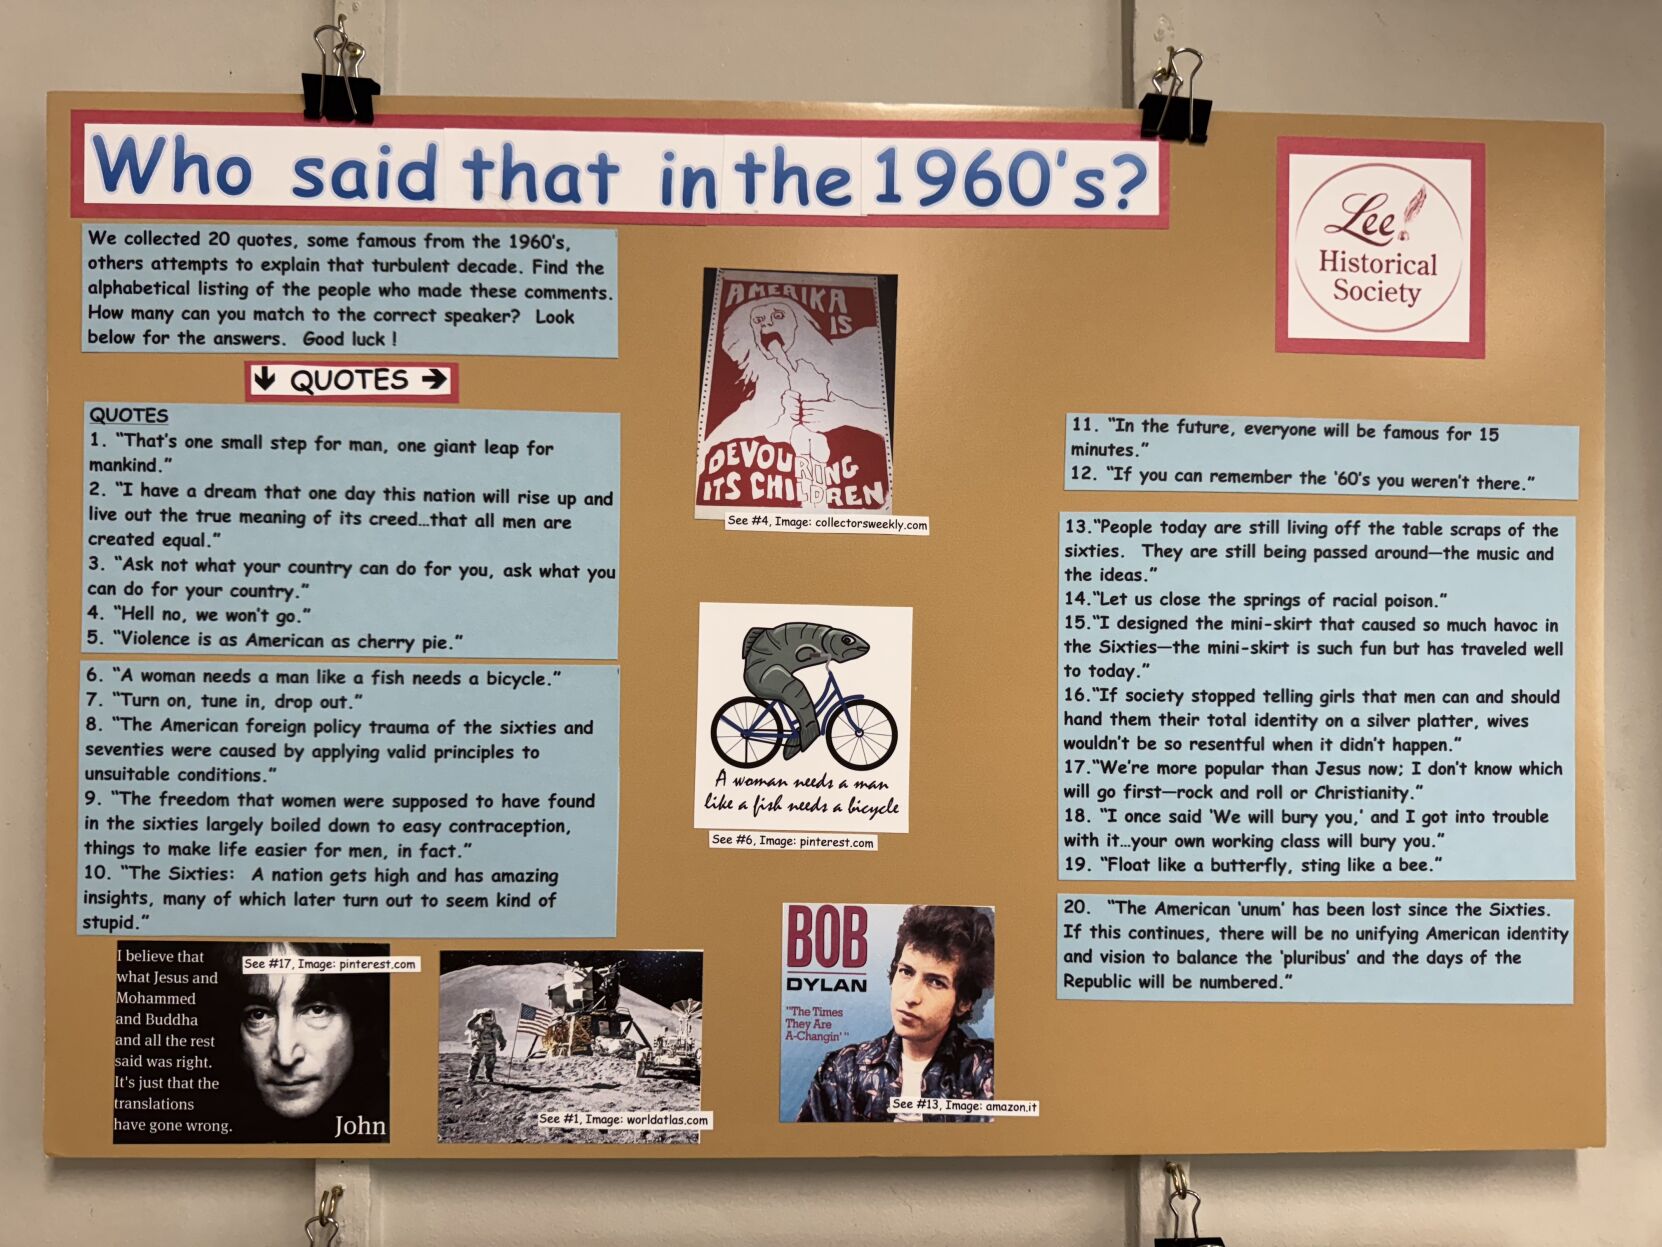 Who said that in the 1960's?
Lee
Historical
Society
We collected 20 quotes, some famous from the 1960's,
others attempts to explain that turbulent decade. Find the
alphabetical listing of the people who made these comments.
How many can you match to the correct speaker? Look
below for the answers. Good luck !
QUOTES
QUOTES
1. "That's one small step for man, one giant leap for
mankind."
2. "I have a dream that one day this nation will rise up and
live out the true meaning of its creed...that all men are
created equal."
3. "Ask not what your country can do for you, ask what you
can do for your country."
4. "Hell no, we won't go."
5. "Violence is as American as cherry pie."
6. "A woman needs a man like a fish needs a bicycle."
7. "Turn on, tune in, drop out."
8. "The American foreign policy trauma of the sixties and
seventies were caused by applying valid principles to
unsuitable conditions."
9. "The freedom that women were supposed to have found
in the sixties largely boiled down to easy contraception,
things to make life easier for men, in fact."
10. "The Sixties: A nation gets high and has amazing
insights, many of which later turn out to seem kind of
stupid."
I believe that
what Jesus and
Mohammed
and Buddha
and all the rest
said was right.
It's just that the
translations
have gone wrong.
John
See #17, Image: pinterest.com
See #1, Image: worldatlas.com
AMERIKA
IS
DEVOURING
ITS CHILDREN
See #4, Image: collectorsweekly.com
A woman needs a man
like a fish needs a bicycle
See #6, Image: pinterest.com
BOB
DYLAN
"The Times
They Are
A-Changin'"
See #13, Image: amazon.it
11. "In the future, everyone will be famous for 15
minutes."
12. "If you can remember the '60's you weren't there."
13."People today are still living off the table scraps of the
sixties. They are still being passed around—the music and
the ideas."
14."Let us close the springs of racial poison."
15."I designed the mini-skirt that caused so much havoc in
the Sixties—the mini-skirt is such fun but has traveled well
to today."
16."If society stopped telling girls that men can and should
hand them their total identity on a silver platter, wives
wouldn't be so resentful when it didn't happen."
17."We're more popular than Jesus now; I don't know which
will go first—rock and roll or Christianity."
18. "I once said 'We will bury you,' and I got into trouble
with it...your own working class will bury you."
19. "Float like a butterfly, sting like a bee."
20. "The American 'unum' has been lost since the Sixties.
If this continues, there will be no unifying American identity
and vision to balance the 'pluribus' and the days of the
Republic will be numbered."